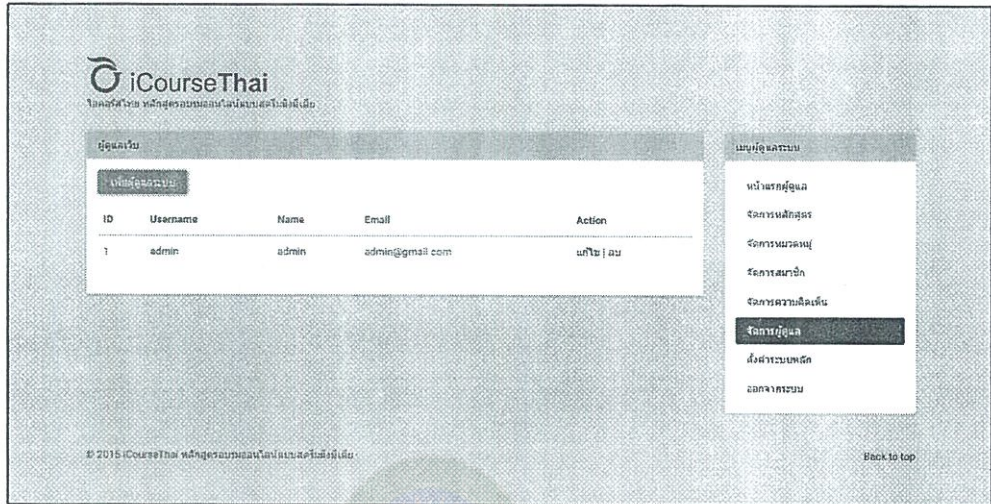 iCourseThai
ไอคอร์สไทย หลักสูตรอบรมออนไลน์แบบสตรีมมิ่งมีเดีย
ผู้ดูแลเว็บ
เพิ่มผู้ดูแลระบบ
ID Username Name Email Action
1 admin admin admin@gmail.com แก้ไข | ลบ
เมนูผู้ดูแลระบบ
หน้าแรกผู้ดูแล
จัดการหลักสูตร
จัดการหมวดหมู่
จัดการสมาชิก
จัดการความคิดเห็น
จัดการผู้ดูแล
ตั้งค่าระบบหลัก
ออกจากระบบ
© 2015 iCourseThai หลักสูตรอบรมออนไลน์แบบสตรีมมิ่งมีเดีย
Back to top